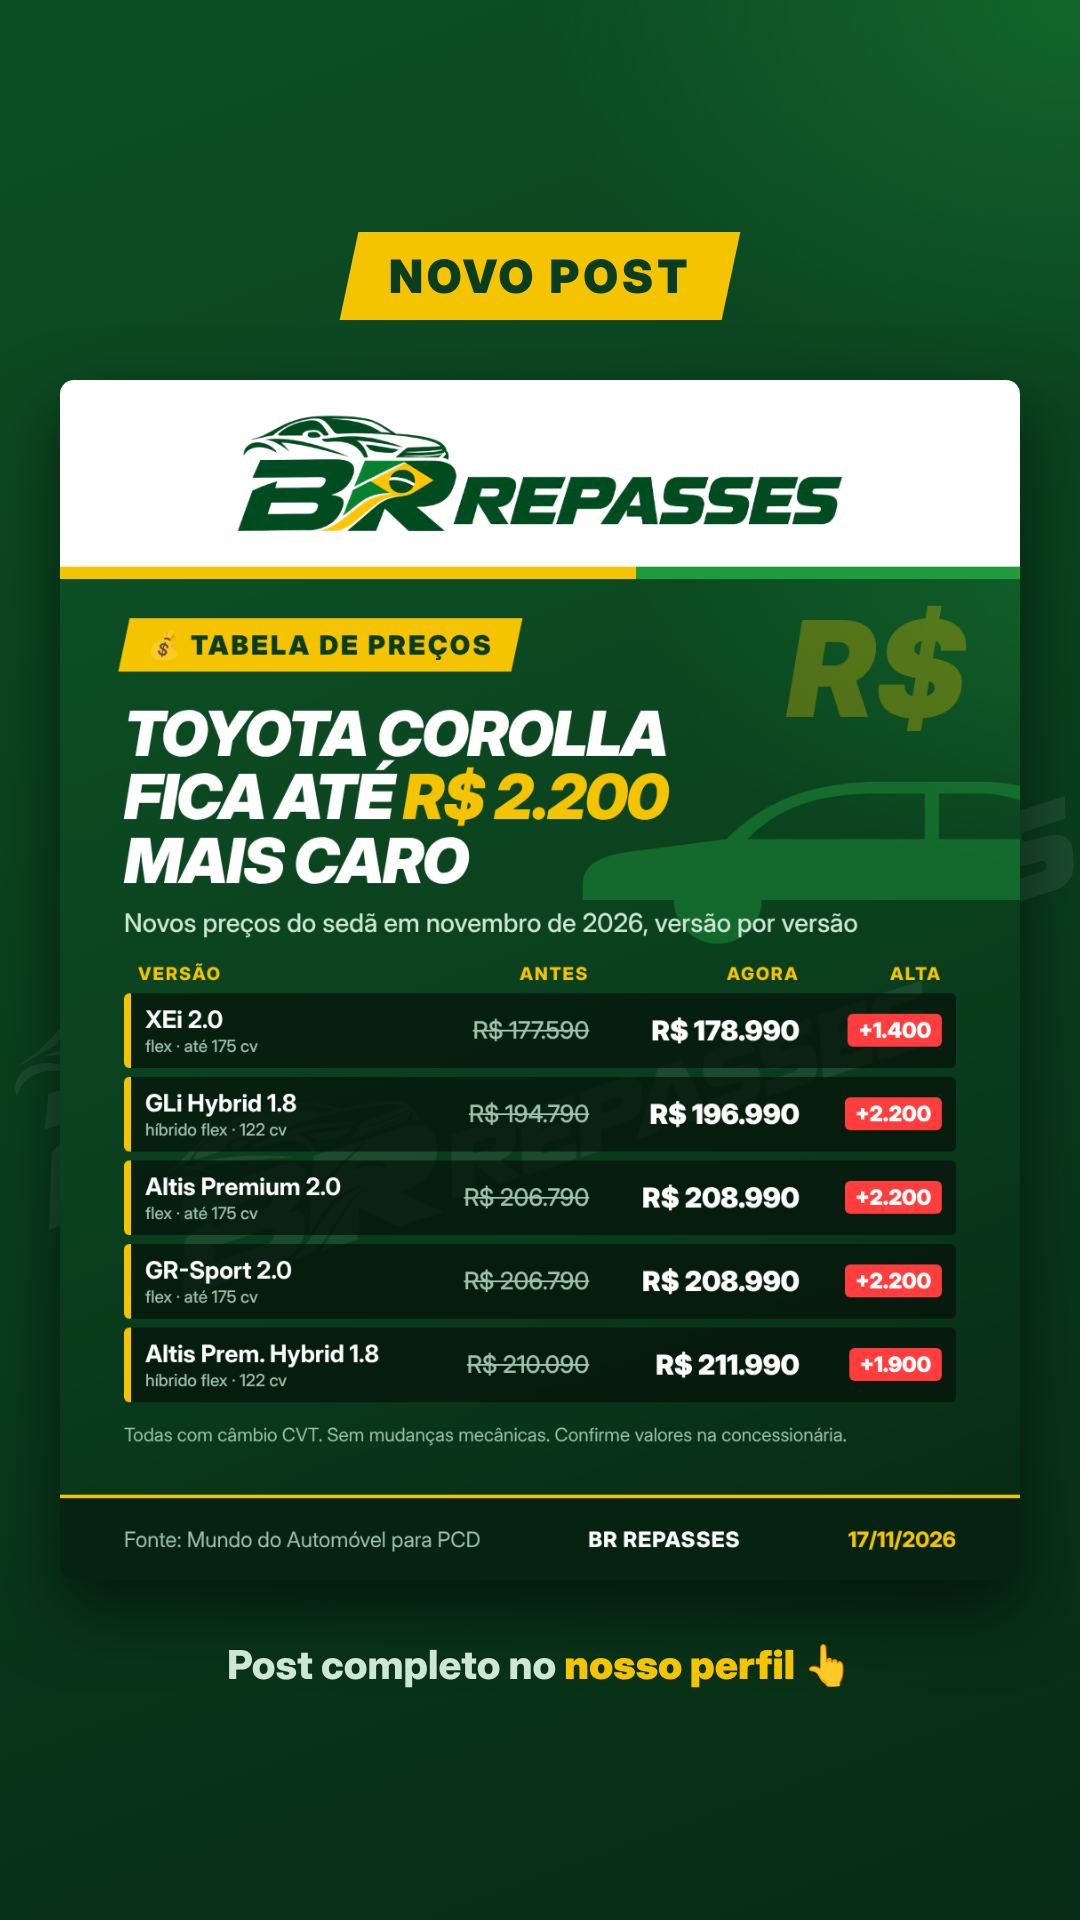 NOVO POST
BR REPASSES
💰 TABELA DE PREÇOS
R$
TOYOTA COROLLA
FICA ATÉ R$ 2.200
MAIS CARO
Novos preços do sedã em novembro de 2026, versão por versão
VERSÃO ANTES AGORA ALTA
XEi 2.0 R$ 177.590 R$ 178.990 +1.400
flex · até 175 cv
GLi Hybrid 1.8 R$ 194.790 R$ 196.990 +2.200
híbrido flex · 122 cv
Altis Premium 2.0 R$ 206.790 R$ 208.990 +2.200
flex · até 175 cv
GR-Sport 2.0 R$ 206.790 R$ 208.990 +2.200
flex · até 175 cv
Altis Prem. Hybrid 1.8 R$ 210.090 R$ 211.990 +1.900
híbrido flex · 122 cv
BR REPASSES
Todas com câmbio CVT. Sem mudanças mecânicas. Confirme valores na concessionária.
Fonte: Mundo do Automóvel para PCD BR REPASSES 17/11/2026
Post completo no nosso perfil 👆